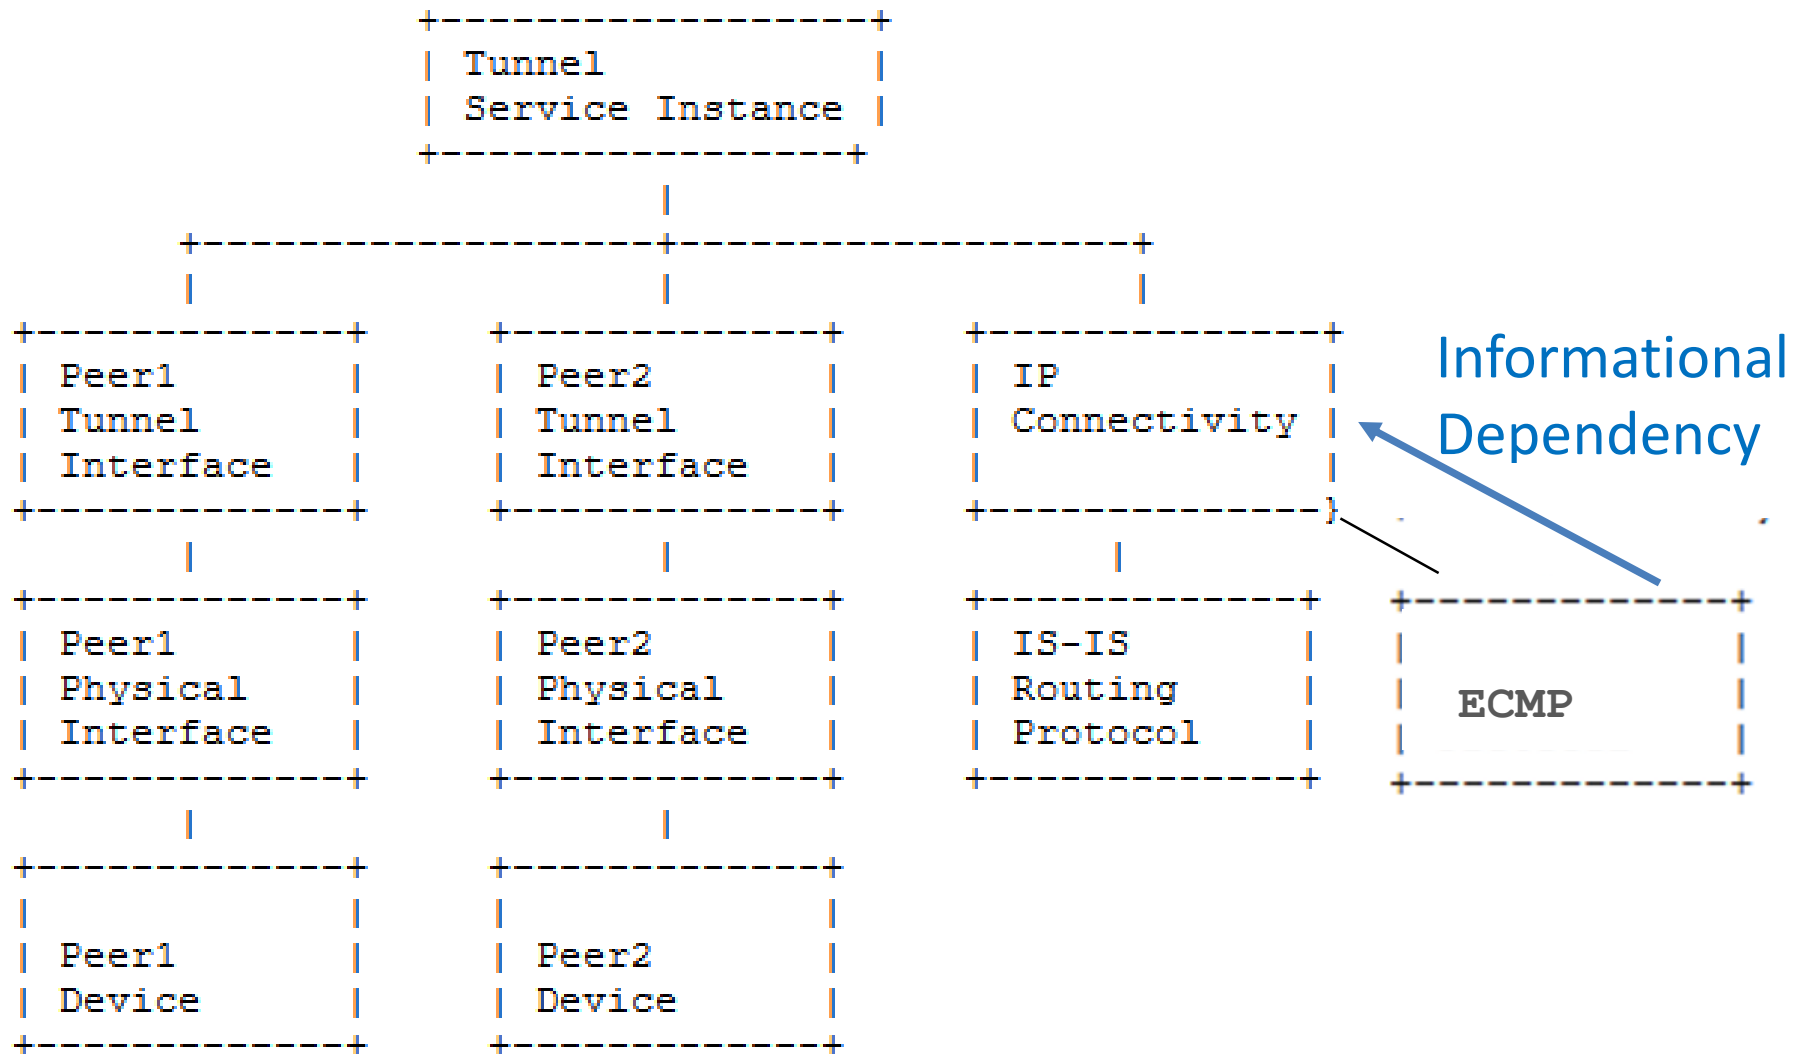 Tunnel
Service Instance
Peer1
Tunnel
Interface
Peer2
Tunnel
Interface
IP
Connectivity
Informational
Dependency
Peer1
Physical
Interface
Peer2
Physical
Interface
IS-IS
Routing
Protocol
ECMP
Peer1
Device
Peer2
Device